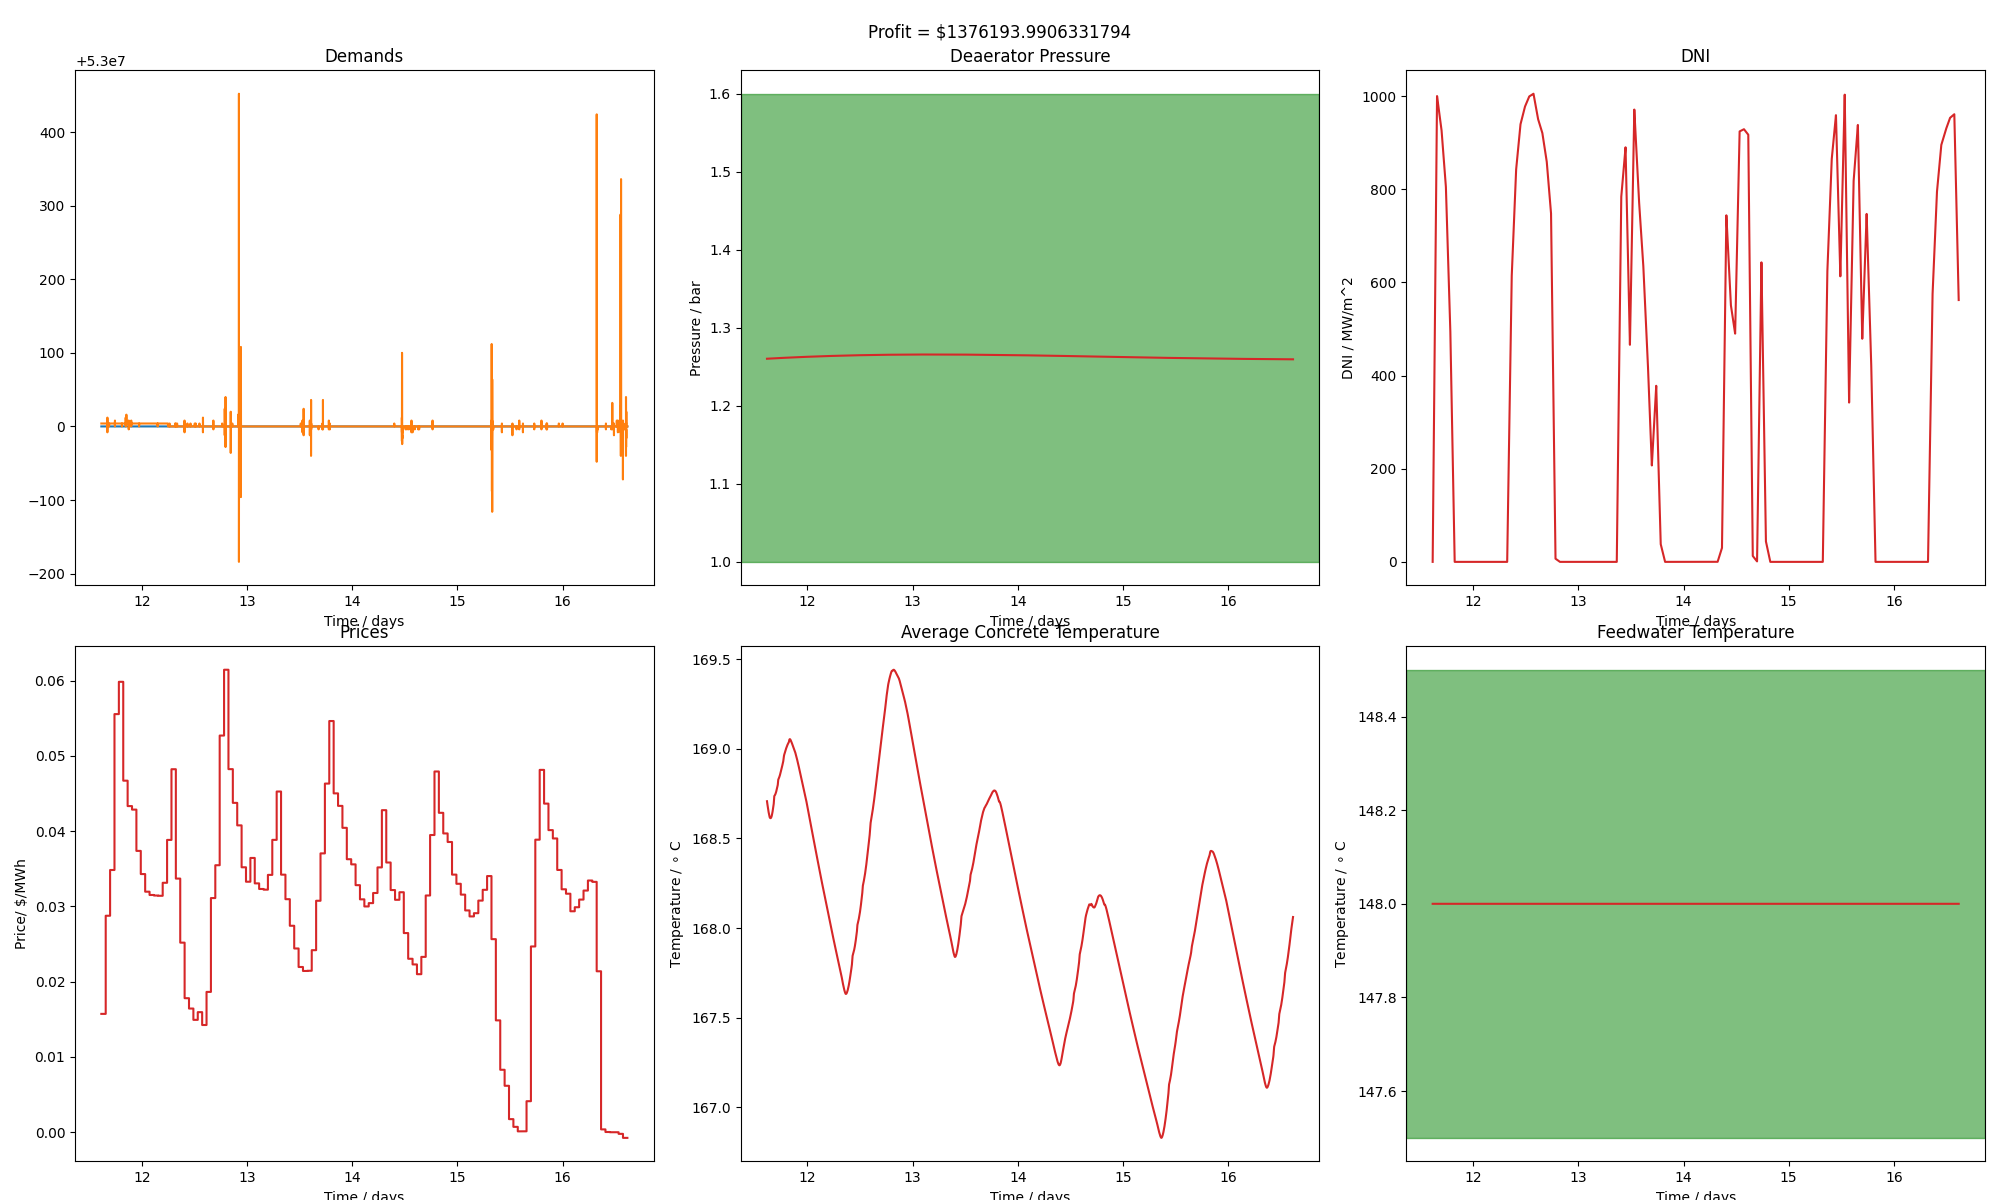 Profit = $1376193.9906331794
Demands
+5.3e7
400
300
200
100
0
−100
−200
12 13 14 15 16
Time / days
Deaerator Pressure
Pressure / bar
1.6
1.5
1.4
1.3
1.2
1.1
1.0
12 13 14 15 16
Time / days
DNI
DNI / MW/m^2
1000
800
600
400
200
0
12 13 14 15 16
Time / days
Prices
Price/ $/MWh
0.06
0.05
0.04
0.03
0.02
0.01
0.00
12 13 14 15 16
Time / days
Average Concrete Temperature
Temperature / ∘ C
169.5
169.0
168.5
168.0
167.5
167.0
12 13 14 15 16
Time / days
Feedwater Temperature
Temperature / ∘ C
148.4
148.2
148.0
147.8
147.6
12 13 14 15 16
Time / days